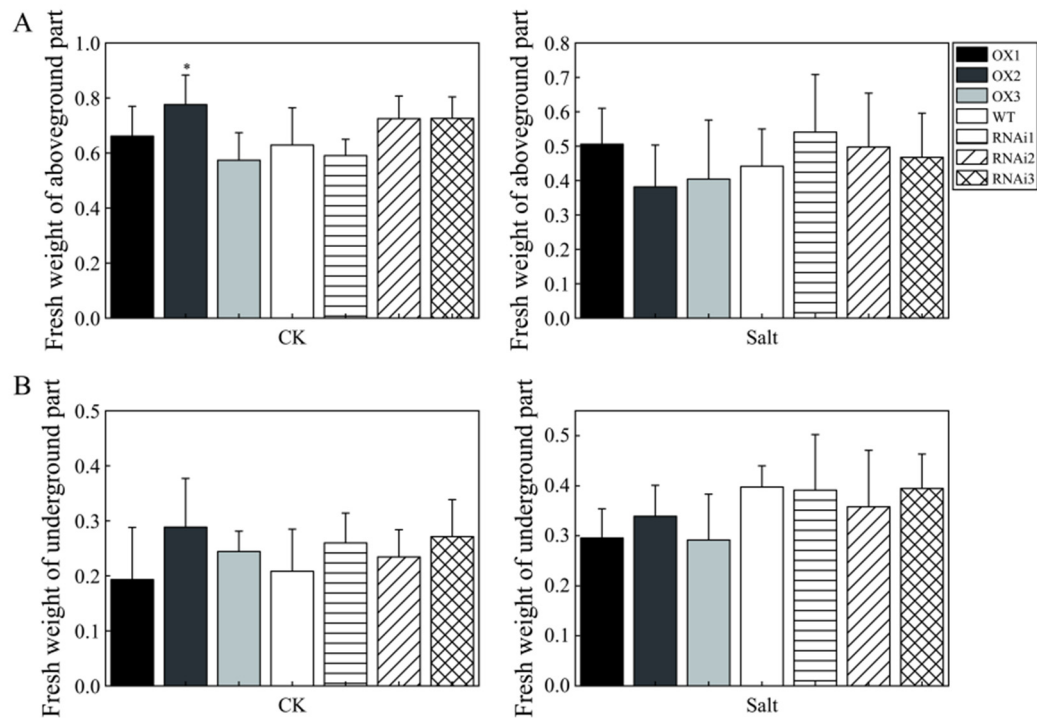 A
Fresh weight of aboveground part
1.0
0.8
0.6
0.4
0.2
0.0
*
CK
Fresh weight of aboveground part
0.8
0.7
0.6
0.5
0.4
0.3
0.2
0.1
0.0
Salt
OX1
OX2
OX3
WT
RNAi1
RNAi2
RNAi3
B
Fresh weight of underground part
0.5
0.4
0.3
0.2
0.1
0.0
CK
Fresh weight of underground part
0.5
0.4
0.3
0.2
0.1
0.0
Salt